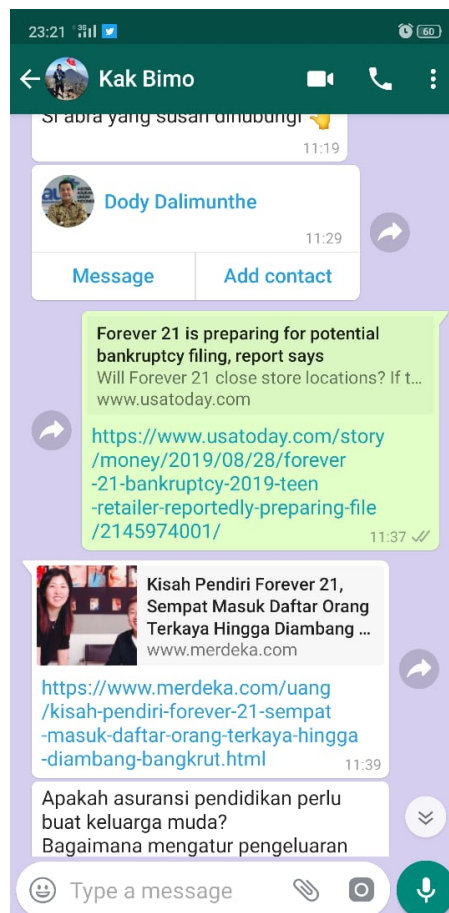 23:21
60
Kak Bimo
Si abra yang susah dihubungi
11:19
Dody Dalimunthe
11:29
Message
Add contact
Forever 21 is preparing for potential
bankruptcy filing, report says
Will Forever 21 close store locations? If t...
www.usatoday.com
https://www.usatoday.com/story
/money/2019/08/28/forever
-21-bankruptcy-2019-teen
-retailer-reportedly-preparing-file
/2145974001/
11:37
Kisah Pendiri Forever 21,
Sempat Masuk Daftar Orang
Terkaya Hingga Diambang ...
www.merdeka.com
https://www.merdeka.com/uang
/kisah-pendiri-forever-21-sempat
-masuk-daftar-orang-terkaya-hingga
-diambang-bangkrut.html
11:39
Apakah asuransi pendidikan perlu
buat keluarga muda?
Bagaimana mengatur pengeluaran
Type a message